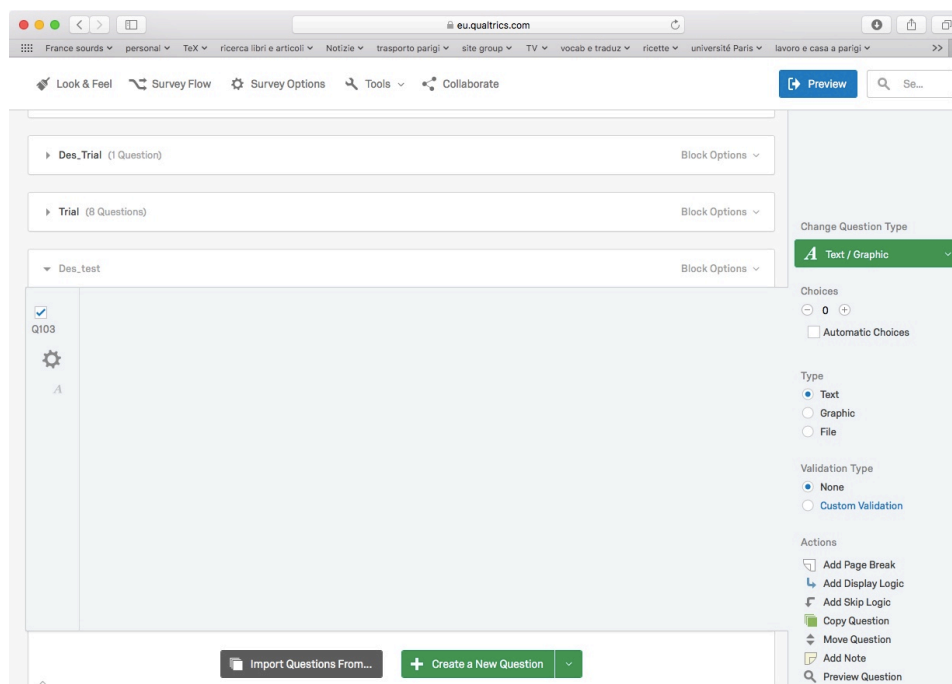 eu.qualtrics.com
France sourds personal TeX ricerca libri e articoli Notizie trasporto parigi site group TV vocab e traduz ricette université Paris lavoro e casa a parigi >>
Look & Feel Survey Flow Survey Options Tools Collaborate Preview Se...
Des_Trial (1 Question) Block Options
Trial (8 Questions) Block Options
Change Question Type
Des_test Block Options
A Text / Graphic
Choices
0
Q103
Automatic Choices
A
Type
Text
Graphic
File
Validation Type
None
Custom Validation
Actions
Add Page Break
Add Display Logic
Add Skip Logic
Copy Question
Move Question
Add Note
Preview Question
Import Questions From... + Create a New Question